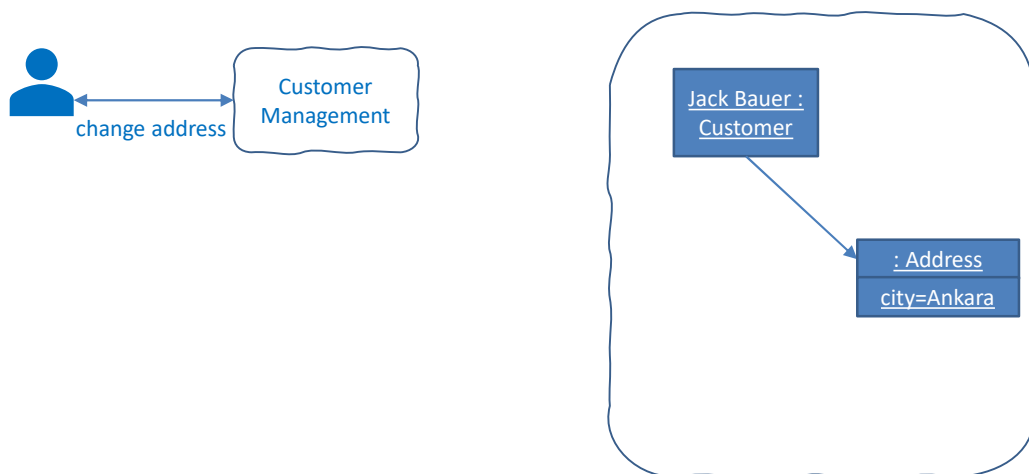 Customer
Management
change address
Jack Bauer :
Customer
: Address
city=Ankara